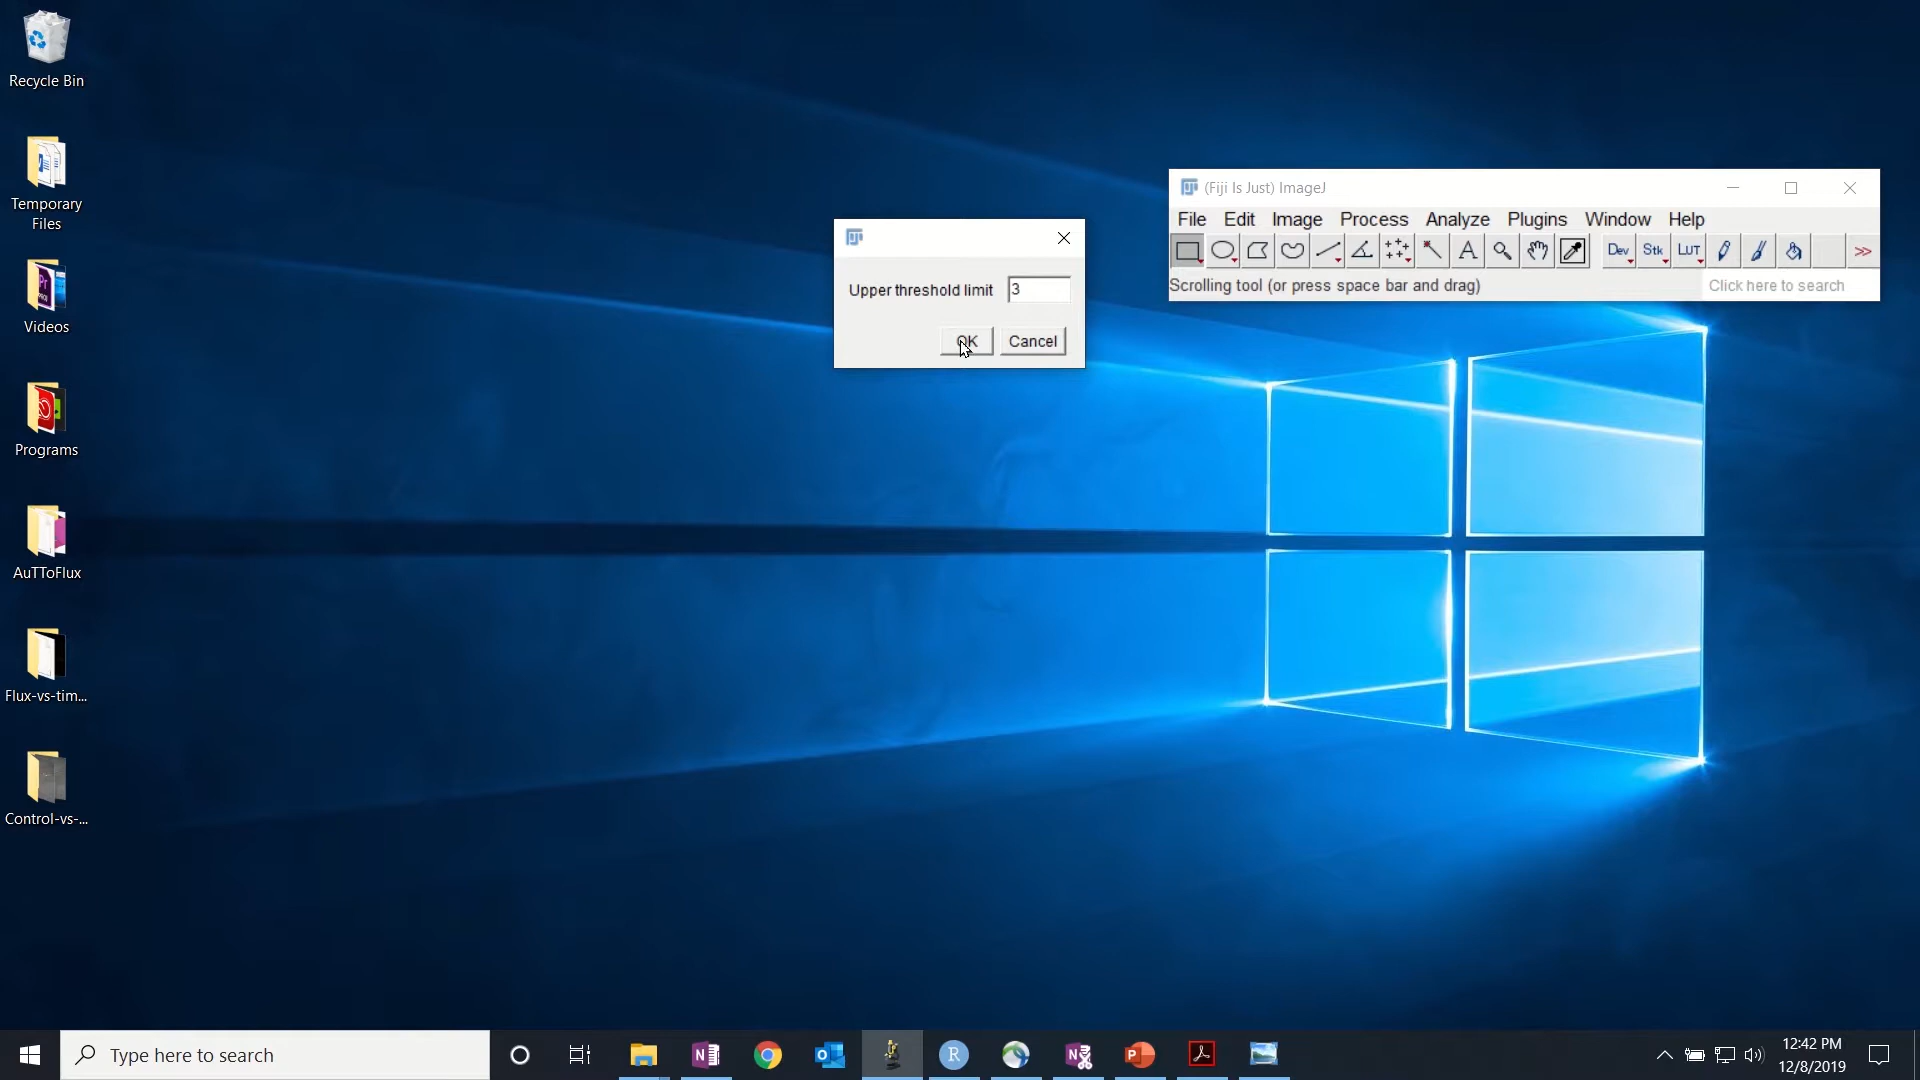 Recycle Bin
Temporary
Files
Videos
Programs
AuTToFlux
Flux-vs-tim...
Control-vs-...
Upper threshold limit 3
OK Cancel
(Fiji Is Just) ImageJ
File Edit Image Process Analyze Plugins Window Help
A Dev Stk LUT >>
Scrolling tool (or press space bar and drag) Click here to search
Type here to search
12:42 PM
12/8/2019